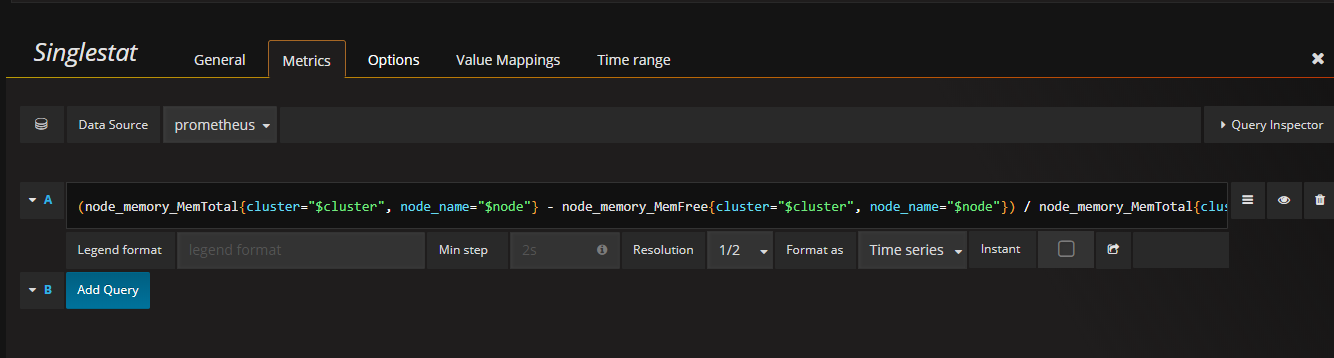 Singlestat General Metrics Options Value Mappings Time range
Data Source prometheus Query Inspector
A (node_memory_MemTotal{cluster="$cluster", node_name="$node"} - node_memory_MemFree{cluster="$cluster", node_name="$node"}) / node_memory_MemTotal{clus
Legend format legend format Min step 2s Resolution 1/2 Format as Time series Instant
B Add Query